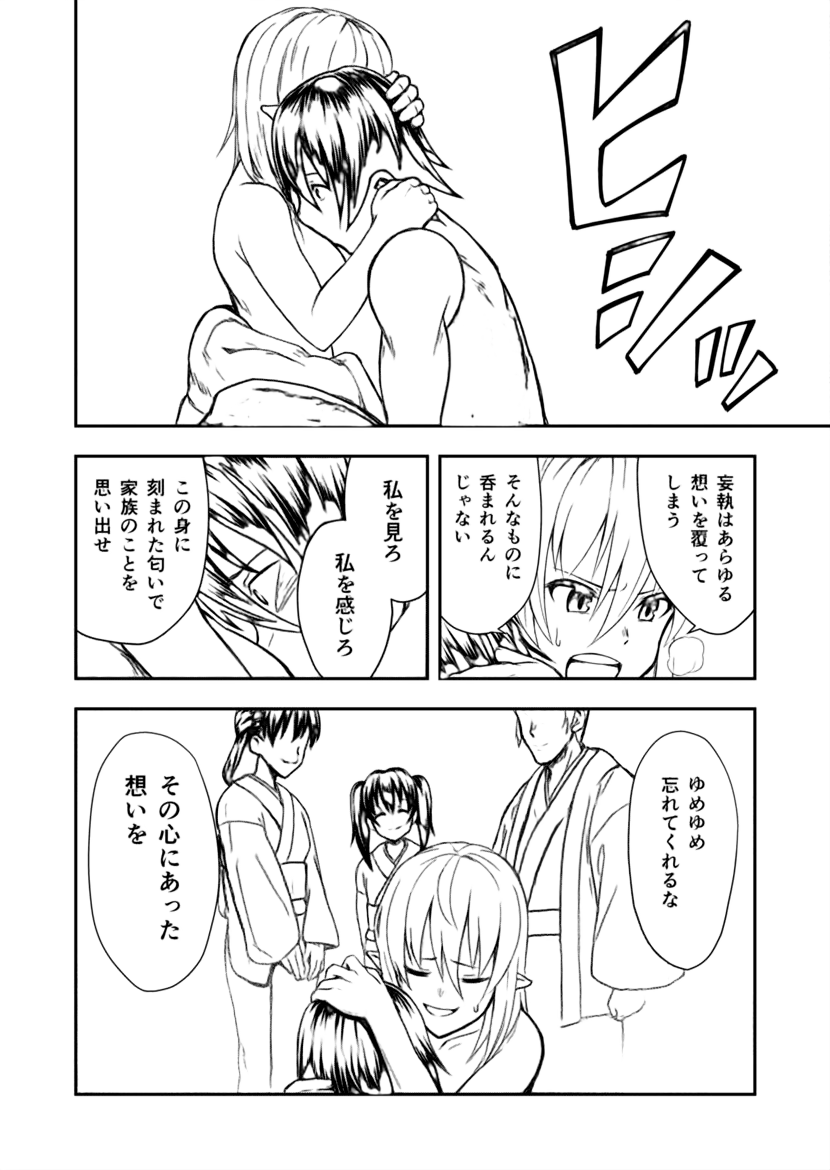 ヒシッ
妄執はあらゆる
想いを覆って
しまう
そんなものに
呑まれるん
じゃない
私を見ろ
私を感じろ
この身に
刻まれた匂いで
家族のことを
思い出せ
ゆめゆめ
忘れてくれるな
その心にあった
想いを